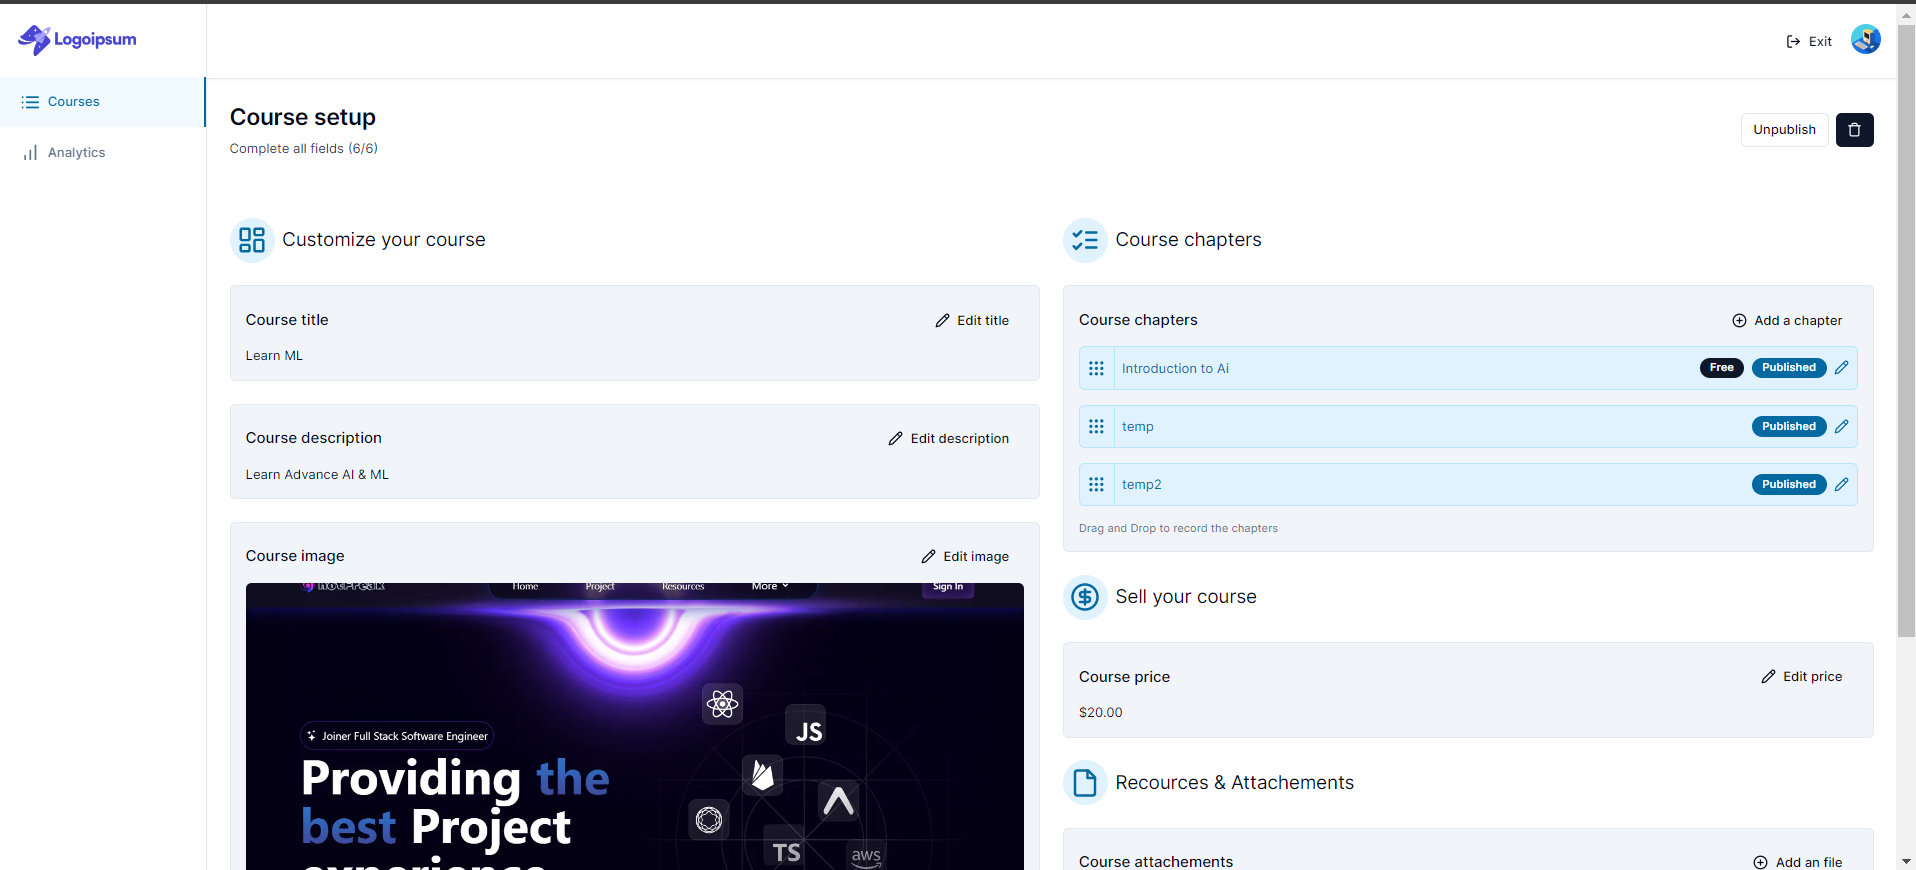 Logoipsum
Exit
Courses
Analytics
Course setup
Complete all fields (6/6)
Unpublish
Customize your course
Course title
Edit title
Learn ML
Course description
Edit description
Learn Advance AI & ML
Course image
Edit image
Home Project Resources More Sign In
Joiner Full Stack Software Engineer
Providing the
best Project
experience
JS
TS
aws
Course chapters
Course chapters
Add a chapter
Introduction to Ai
Free
Published
temp
Published
temp2
Published
Drag and Drop to record the chapters
Sell your course
Course price
Edit price
$20.00
Recources & Attachements
Course attachements
Add an file